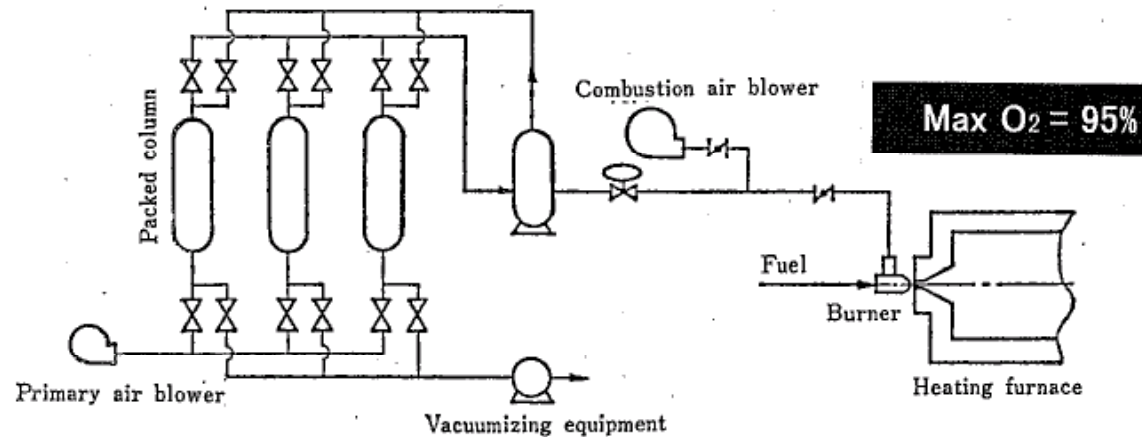 Combustion air blower
Max O₂ = 95%
Packed column
Fuel
Burner
Primary air blower
Heating furnace
Vacuumizing equipment